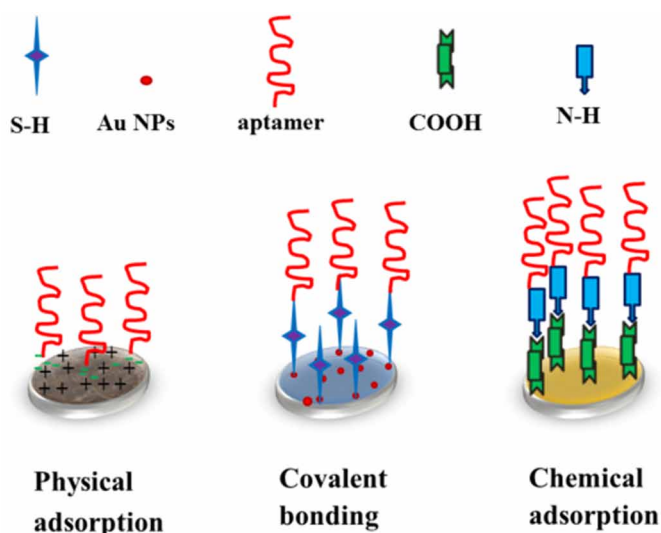 S-H
Au NPs
aptamer
COOH
N-H
Physical
adsorption
Covalent
bonding
Chemical
adsorption